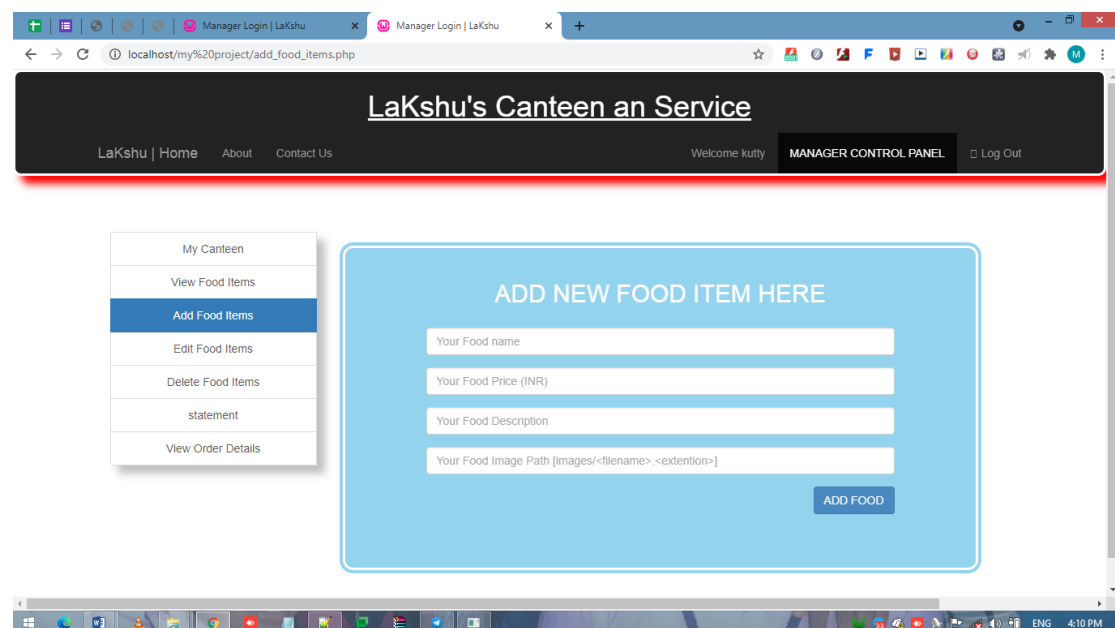 Manager Login | LaKshu
Manager Login | LaKshu
localhost/my%20project/add_food_items.php
M
LaKshu's Canteen an Service
LaKshu | Home About Contact Us Welcome kutty MANAGER CONTROL PANEL Log Out
My Canteen
View Food Items
Add Food Items
Edit Food Items
Delete Food Items
statement
View Order Details
ADD NEW FOOD ITEM HERE
Your Food name
Your Food Price (INR)
Your Food Description
Your Food Image Path [images/<filename>.<extention>]
ADD FOOD
ENG 4:10 PM